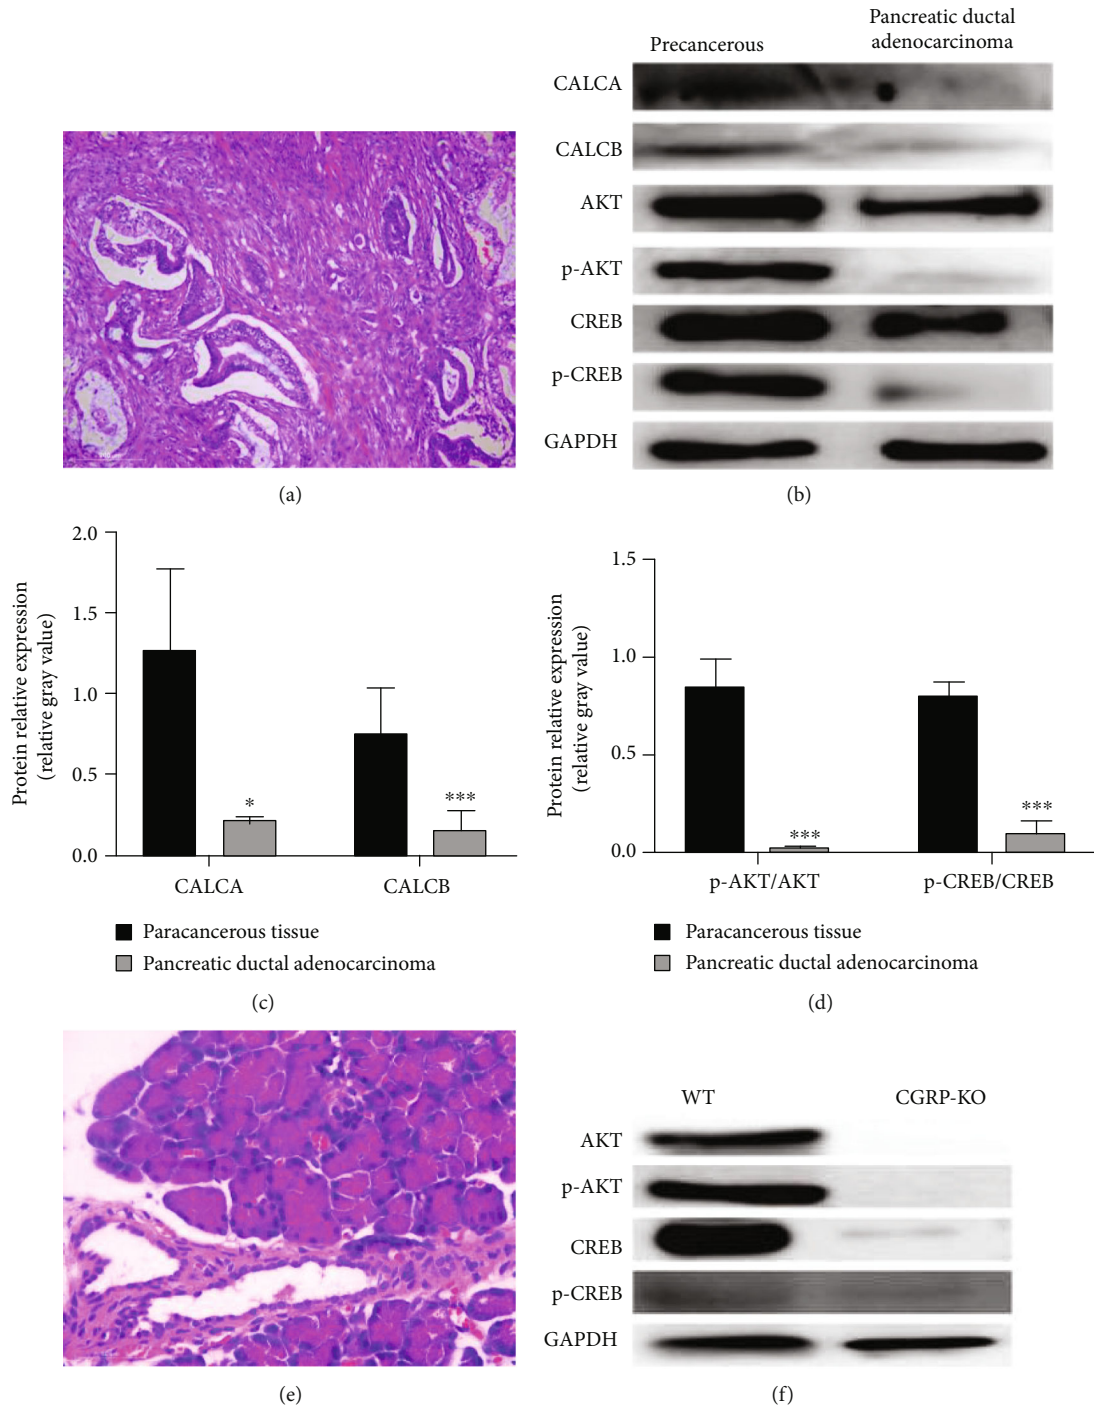 Precancerous
Pancreatic ductal
adenocarcinoma
CALCA
CALCB
AKT
p-AKT
CREB
p-CREB
GAPDH
(a)
(b)
Protein relative expression
(relative gray value)
2.0
1.5
1.0
0.5
0.0
*
***
CALCA
CALCB
Paracancerous tissue
Pancreatic ductal adenocarcinoma
(c)
Protein relative expression
(relative gray value)
1.5
1.0
0.5
0.0
***
***
p-AKT/AKT
p-CREB/CREB
Paracancerous tissue
Pancreatic ductal adenocarcinoma
(d)
WT
CGRP-KO
AKT
p-AKT
CREB
p-CREB
GAPDH
(e)
(f)